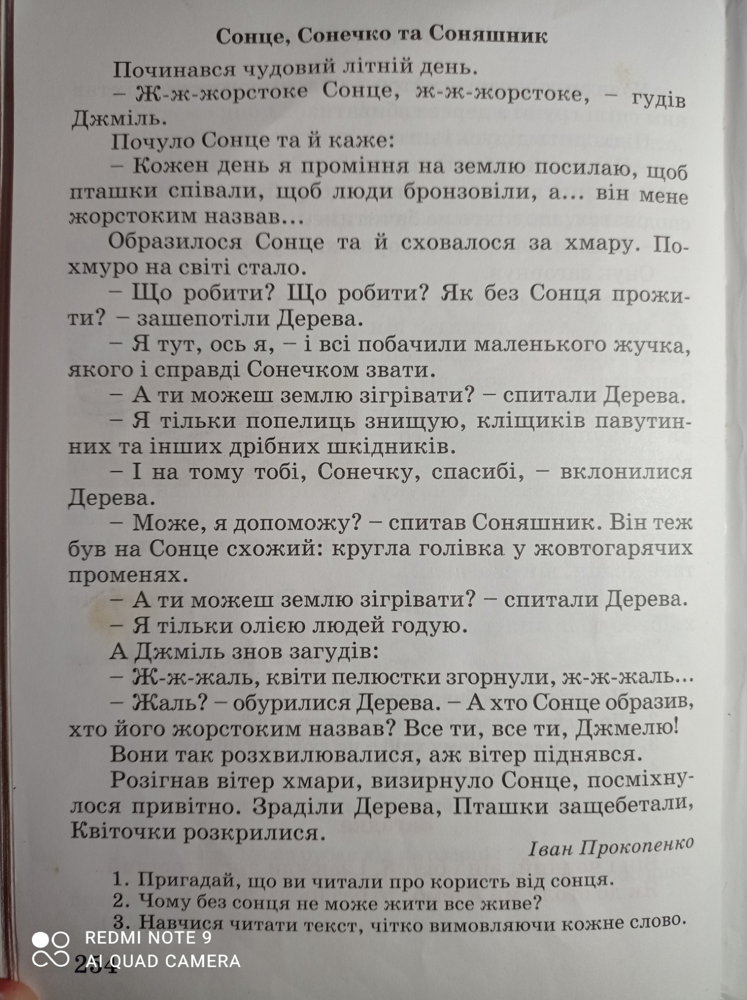 Сонце, Сонечко та Соняшник
Починався чудовий літній день.
– Ж-ж-жорстоке Сонце, ж-ж-жорстоке, – гудів
Джміль.
Почуло Сонце та й каже:
– Кожен день я проміння на землю посилаю, щоб
пташки співали, щоб люди бронзовіли, а... він мене
жорстоким назвав...
Образилося Сонце та й сховалося за хмару. По-
хмуро на світі стало.
– Що робити? Що робити? Як без Сонця прожи-
ти? – зашепотіли Дерева.
– Я тут, ось я, – і всі побачили маленького жучка,
якого і справді Сонечком звати.
– А ти можеш землю зігрівати? – спитали Дерева.
– Я тільки попелиць знищую, кліщиків павутин-
них та інших дрібних шкідників.
– І на тому тобі, Сонечку, спасибі, – вклонилися
Дерева.
– Може, я допоможу? – спитав Соняшник. Він теж
був на Сонце схожий: кругла голівка у жовтогарячих
променях.
– А ти можеш землю зігрівати? – спитали Дерева.
– Я тільки олією людей годую.
А Джміль знов загудів:
– Ж-ж-жаль, квіти пелюстки згорнули, ж-ж-жаль...
– Жаль? – обурилися Дерева. – А хто Сонце образив,
хто його жорстоким назвав? Все ти, все ти, Джмелю!
Вони так розхвилювалися, аж вітер піднявся.
Розігнав вітер хмари, визирнуло Сонце, посміхну-
лося привітно. Зраділи Дерева, Пташки защебетали,
Квіточки розкрилися.
Іван Прокопенко
1. Пригадай, що ви читали про користь від сонця.
2. Чому без сонця не може жити все живе?
3. Навчися читати текст, чітко вимовляючи кожне слово.
REDMI NOTE 9
AI QUAD CAMERA
254